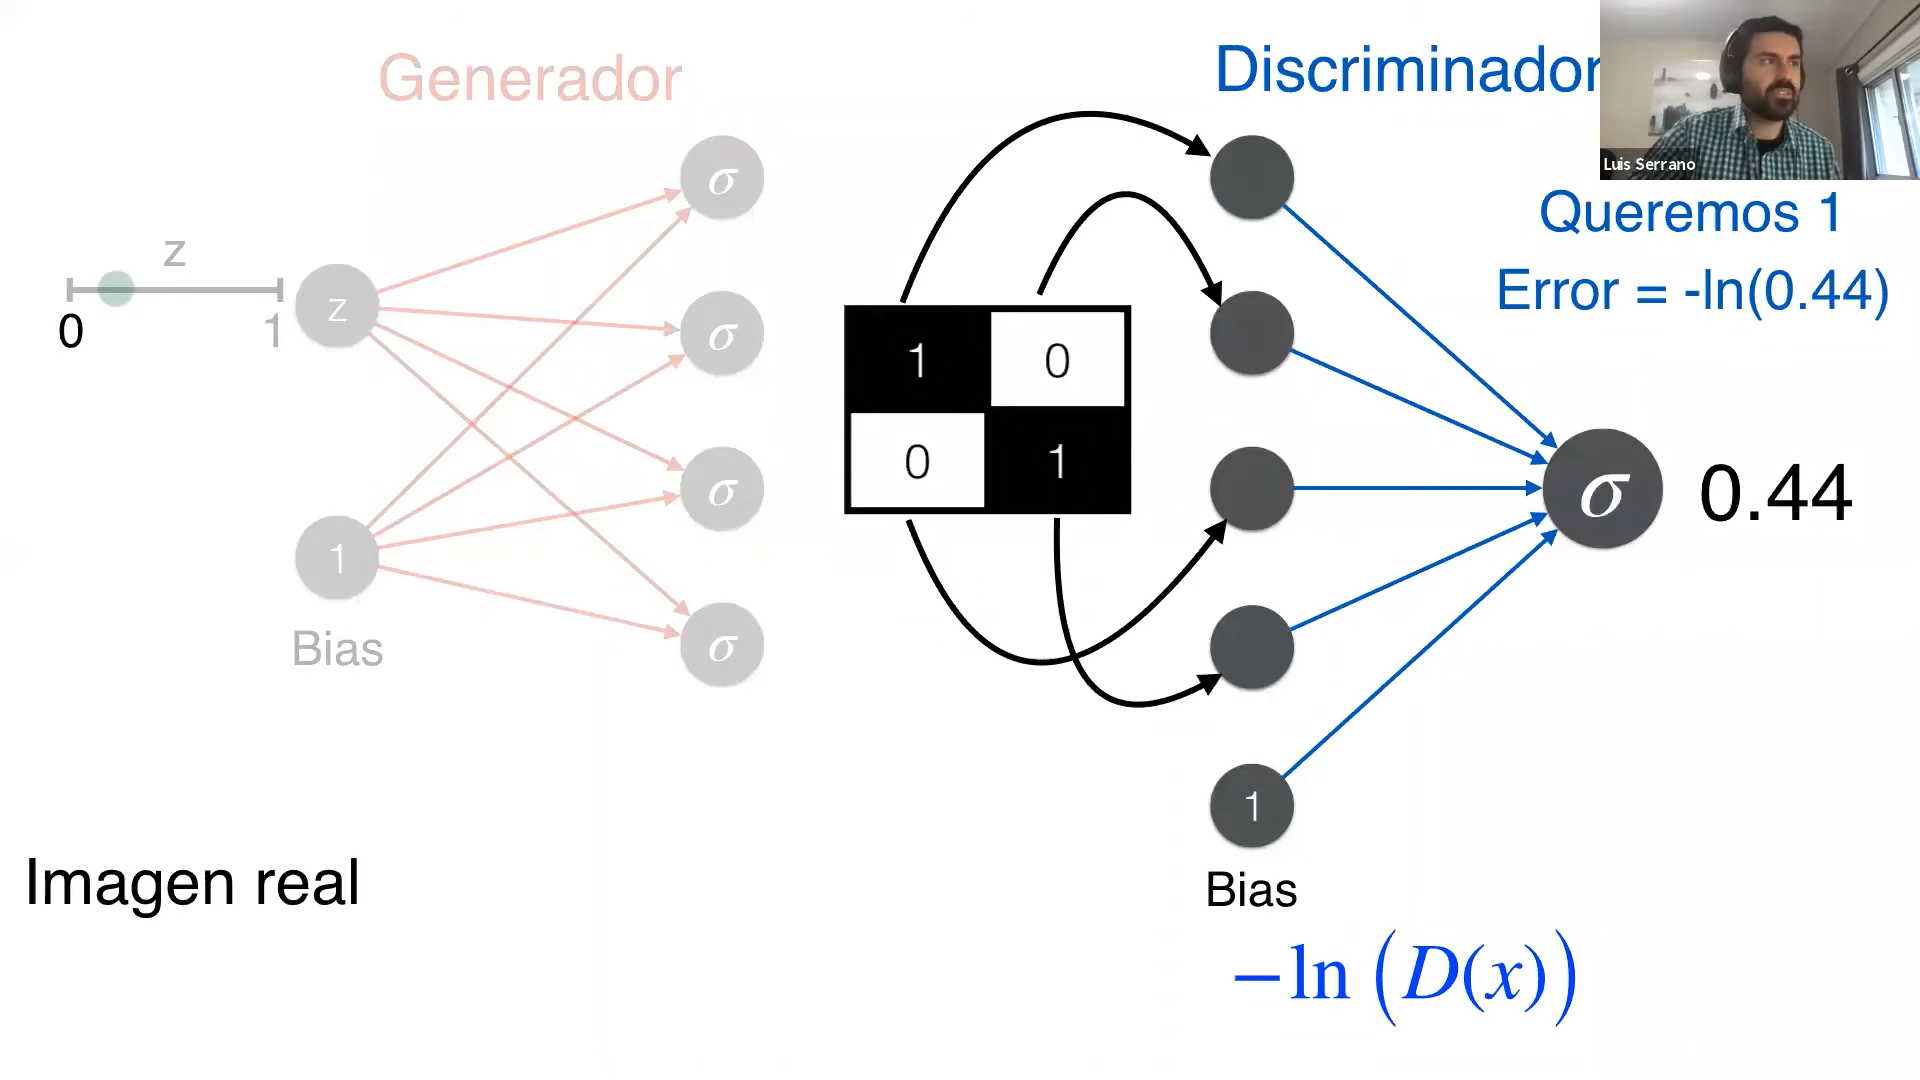 Generador
Discriminador
Luis Serrano
Queremos 1
Error = -ln(0.44)
z
0 1
z
σ
σ
σ
σ
1
Bias
1 0
0 1
σ
0.44
1
Bias
Imagen real
−ln (D(x))